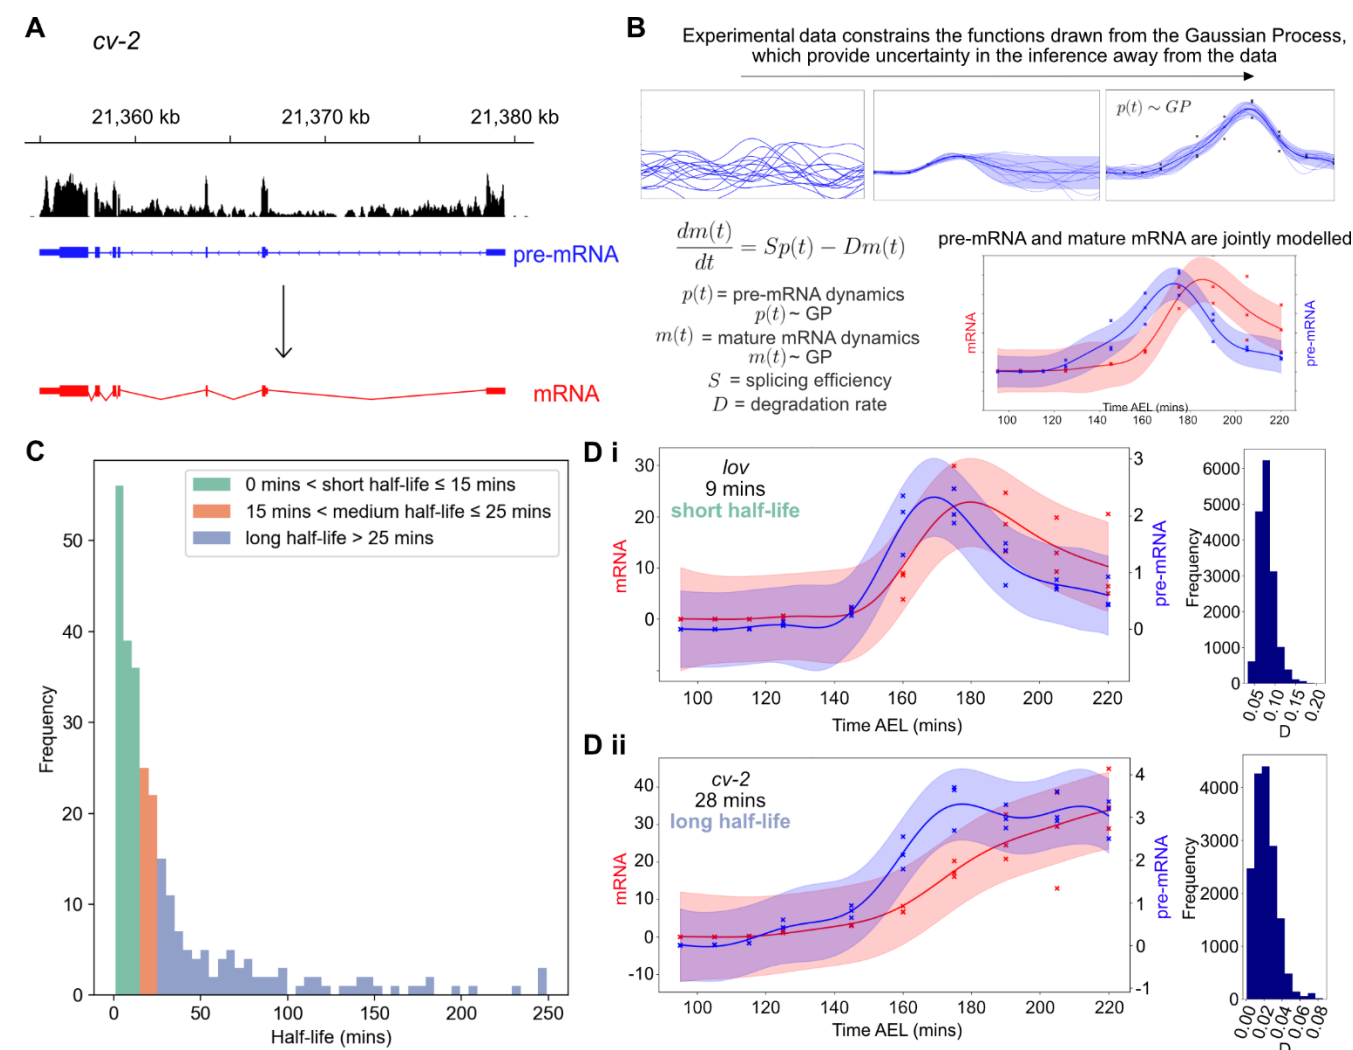 A
cv-2
21,360 kb
21,370 kb
21,380 kb
pre-mRNA
mRNA
B
Experimental data constrains the functions drawn from the Gaussian Process,
which provide uncertainty in the inference away from the data
p(t) ~ GP
dm(t)
dt
= Sp(t) − Dm(t)
p(t) = pre-mRNA dynamics
p(t) ~ GP
m(t) = mature mRNA dynamics
m(t) ~ GP
S = splicing efficiency
D = degradation rate
pre-mRNA and mature mRNA are jointly modelled
mRNA
pre-mRNA
Time AEL (mins)
100 120 140 160 180 200 220
C
0 mins < short half-life ≤ 15 mins
15 mins < medium half-life ≤ 25 mins
long half-life > 25 mins
Frequency
50
40
30
20
10
0
0 50 100 150 200 250
Half-life (mins)
D i
lov
9 mins
short half-life
mRNA
30
20
10
0
pre-mRNA
3
2
1
0
100 120 140 160 180 200 220
Time AEL (mins)
Frequency
6000
5000
4000
3000
2000
1000
0
0.05 0.10 0.15 0.20
D
D ii
cv-2
28 mins
long half-life
mRNA
40
30
20
10
0
-10
pre-mRNA
4
3
2
1
0
-1
100 120 140 160 180 200 220
Time AEL (mins)
Frequency
4000
3000
2000
1000
0
0.00 0.02 0.04 0.06 0.08
D